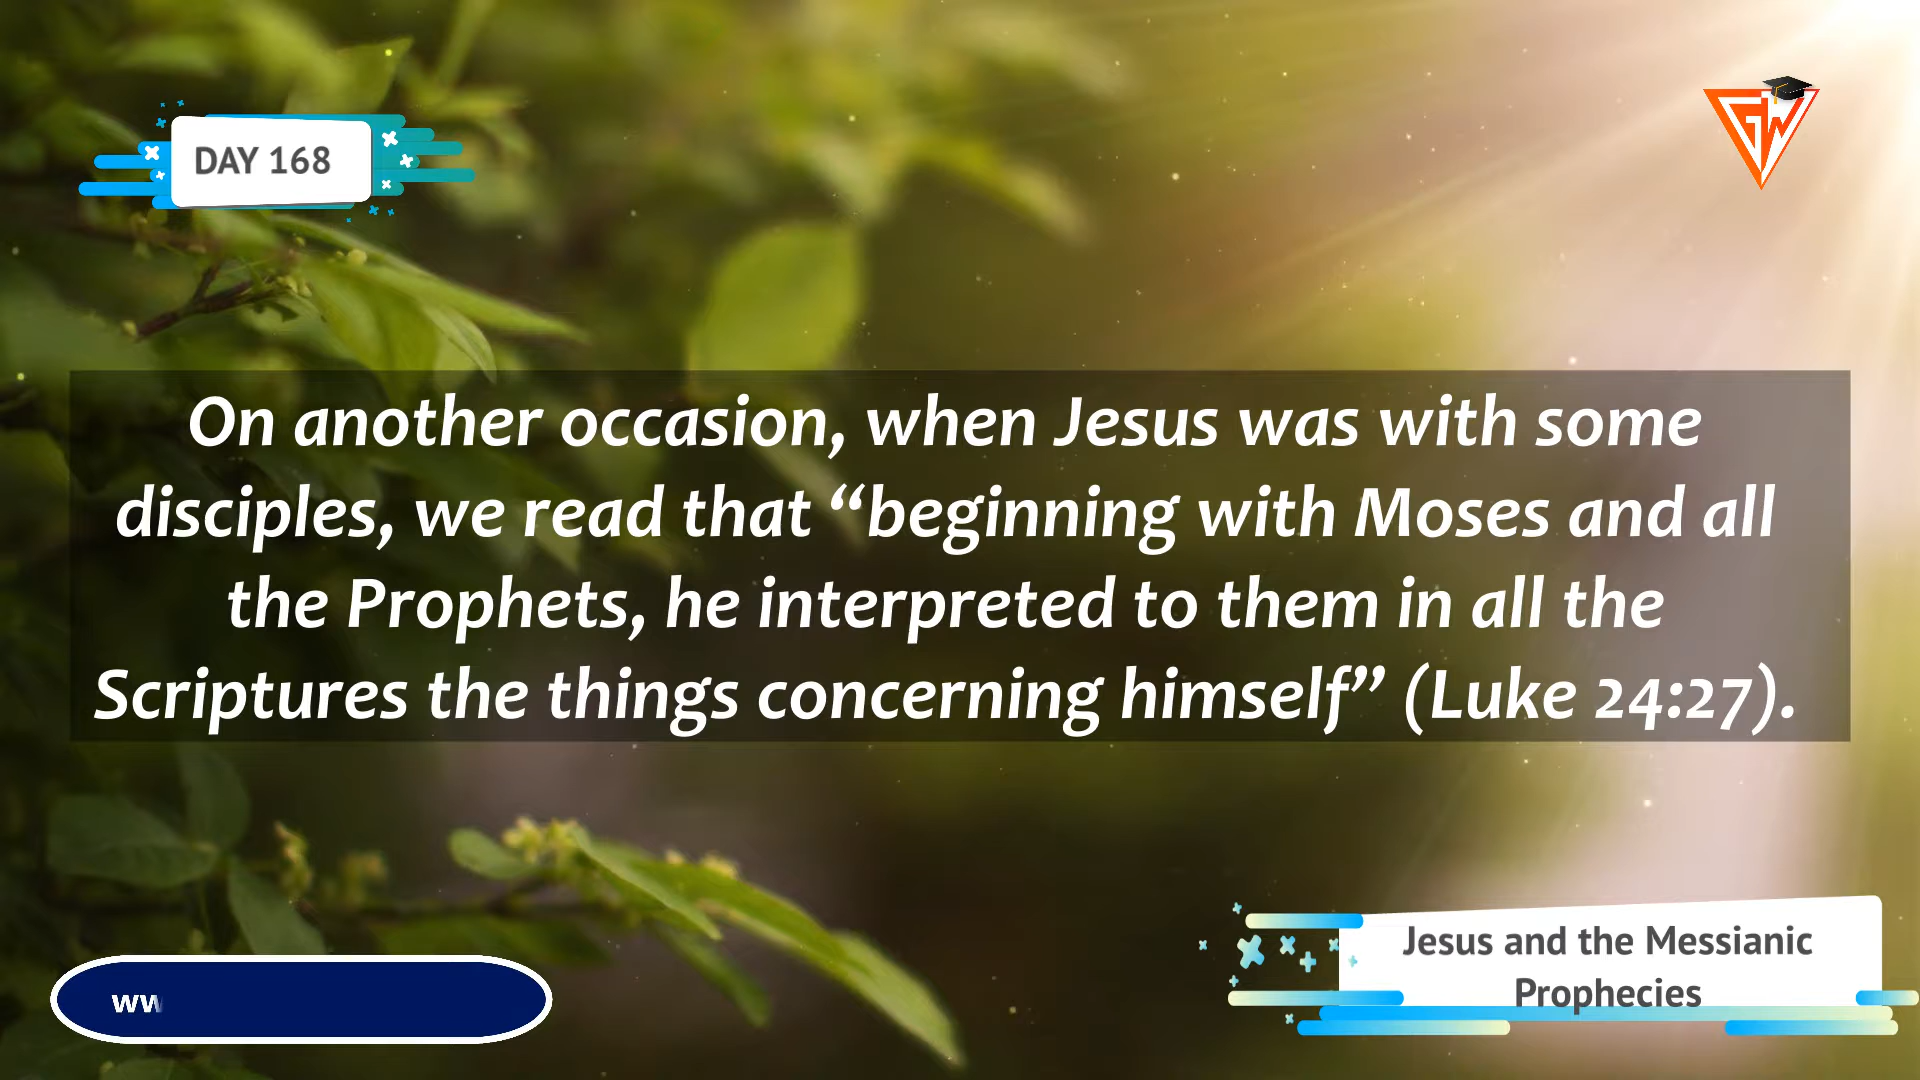 DAY 168
GW
On another occasion, when Jesus was with some
disciples, we read that “beginning with Moses and all
the Prophets, he interpreted to them in all the
Scriptures the things concerning himself” (Luke 24:27).
Jesus and the Messianic
Prophecies
ww